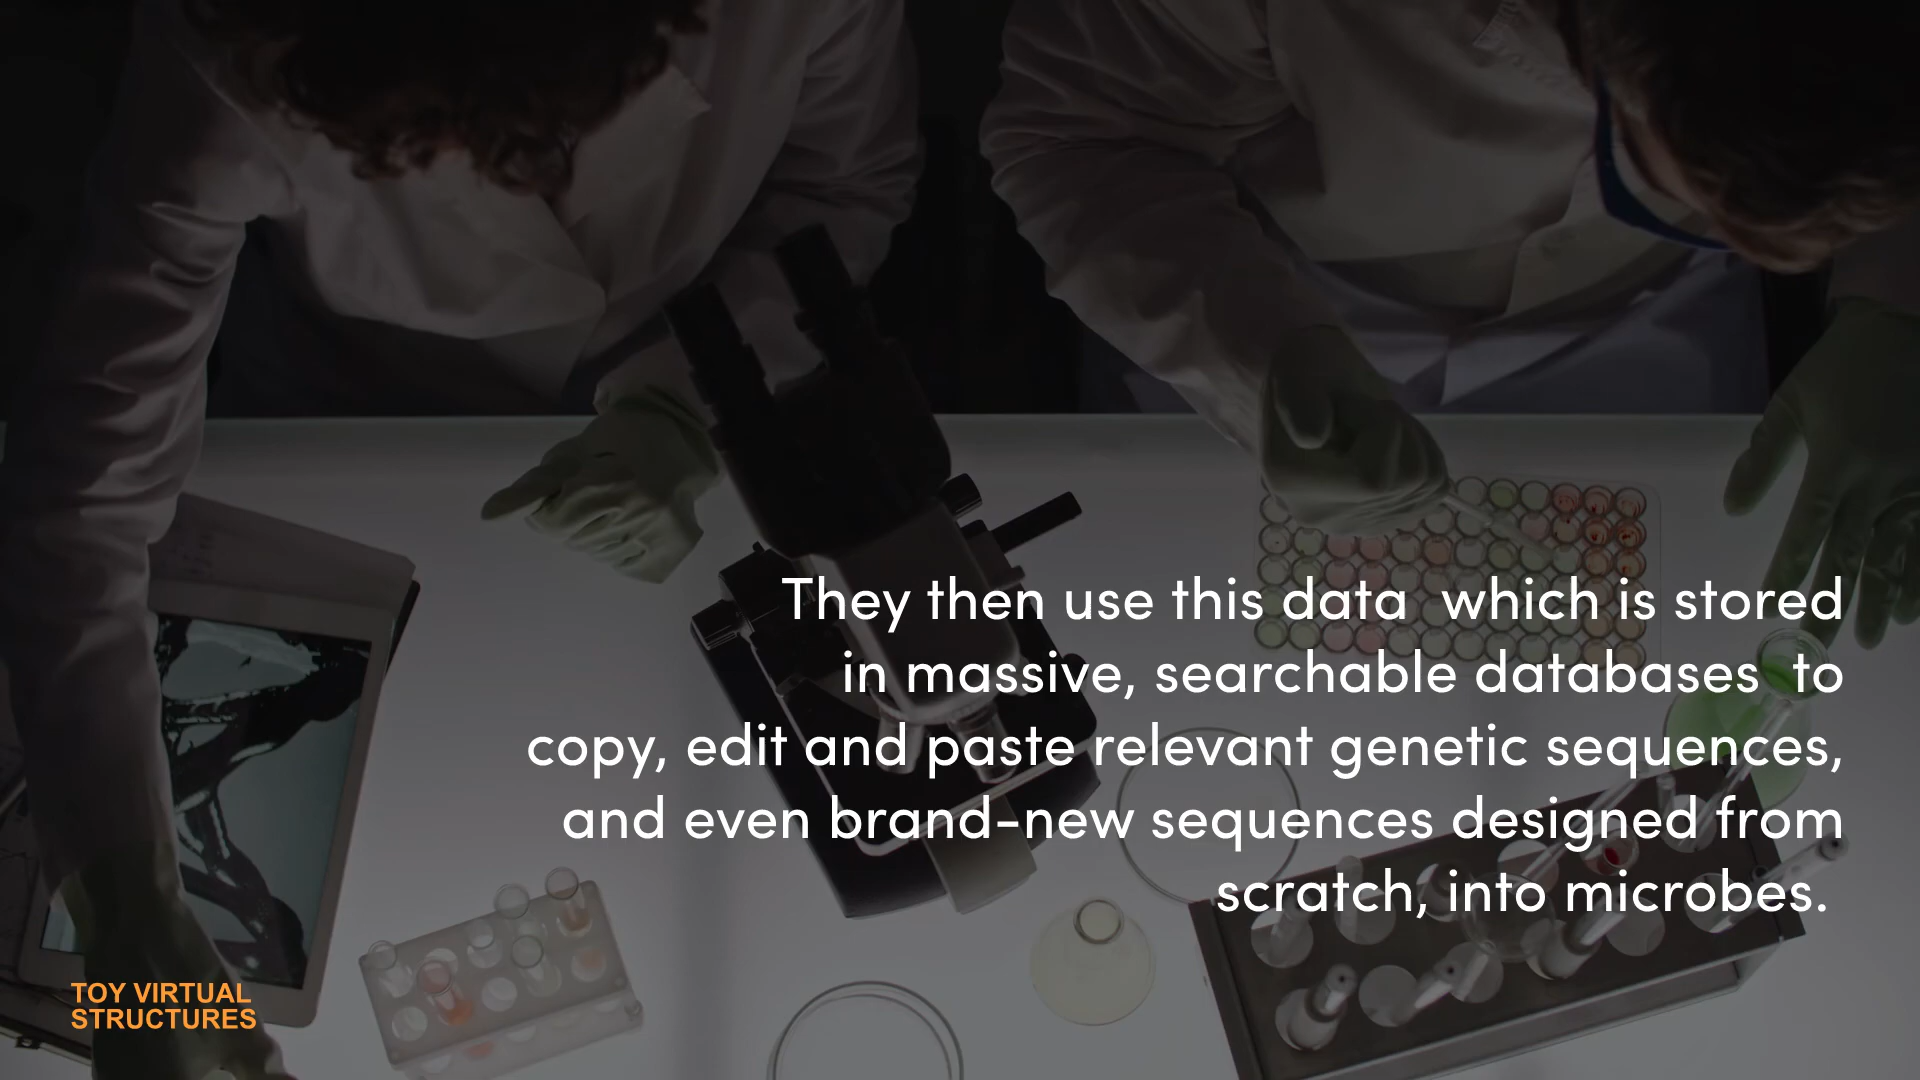 They then use this data  which is stored
in massive, searchable databases  to
copy, edit and paste relevant genetic sequences,
and even brand-new sequences designed from
scratch, into microbes.
TOY VIRTUAL
STRUCTURES